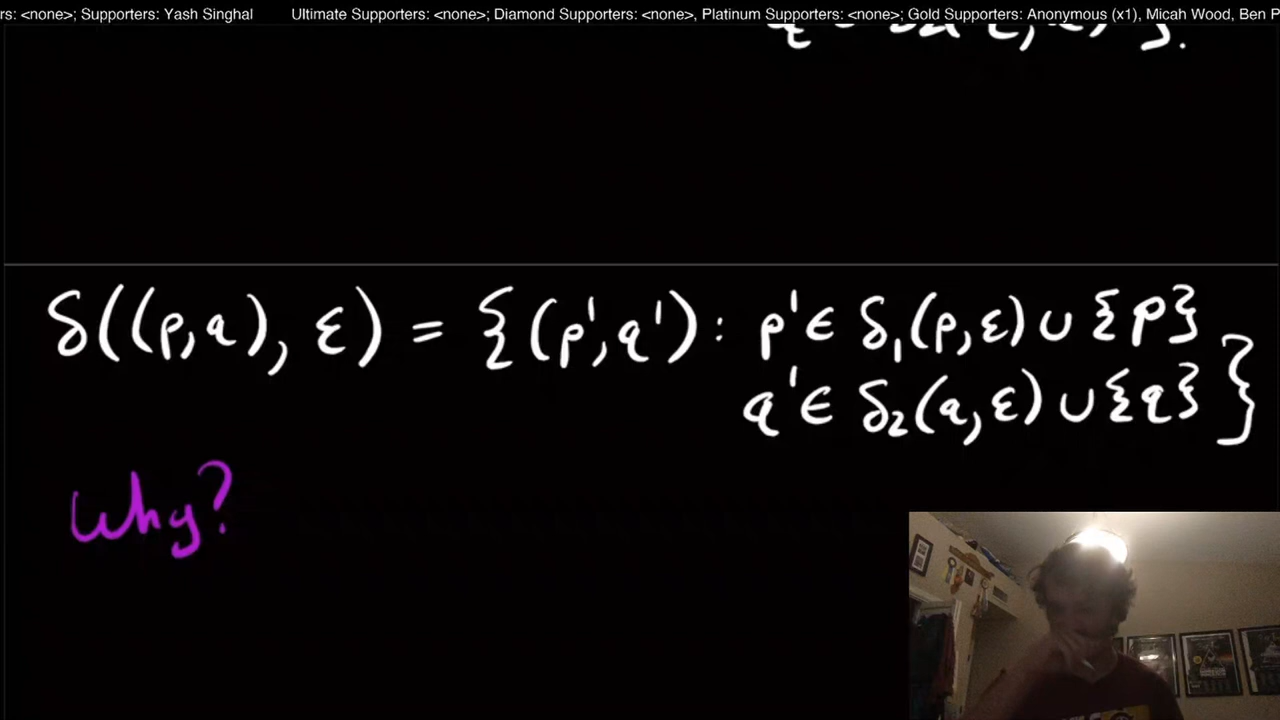 rs: <none>; Supporters: Yash Singhal Ultimate Supporters: <none>; Diamond Supporters: <none>, Platinum Supporters: <none>; Gold Supporters: Anonymous (x1), Micah Wood, Ben P
δ((p,q), ε) = {(p',q') : p' ∈ δ₁(p,ε) ∪ {p}
q' ∈ δ₂(q,ε) ∪ {q} }
Why?